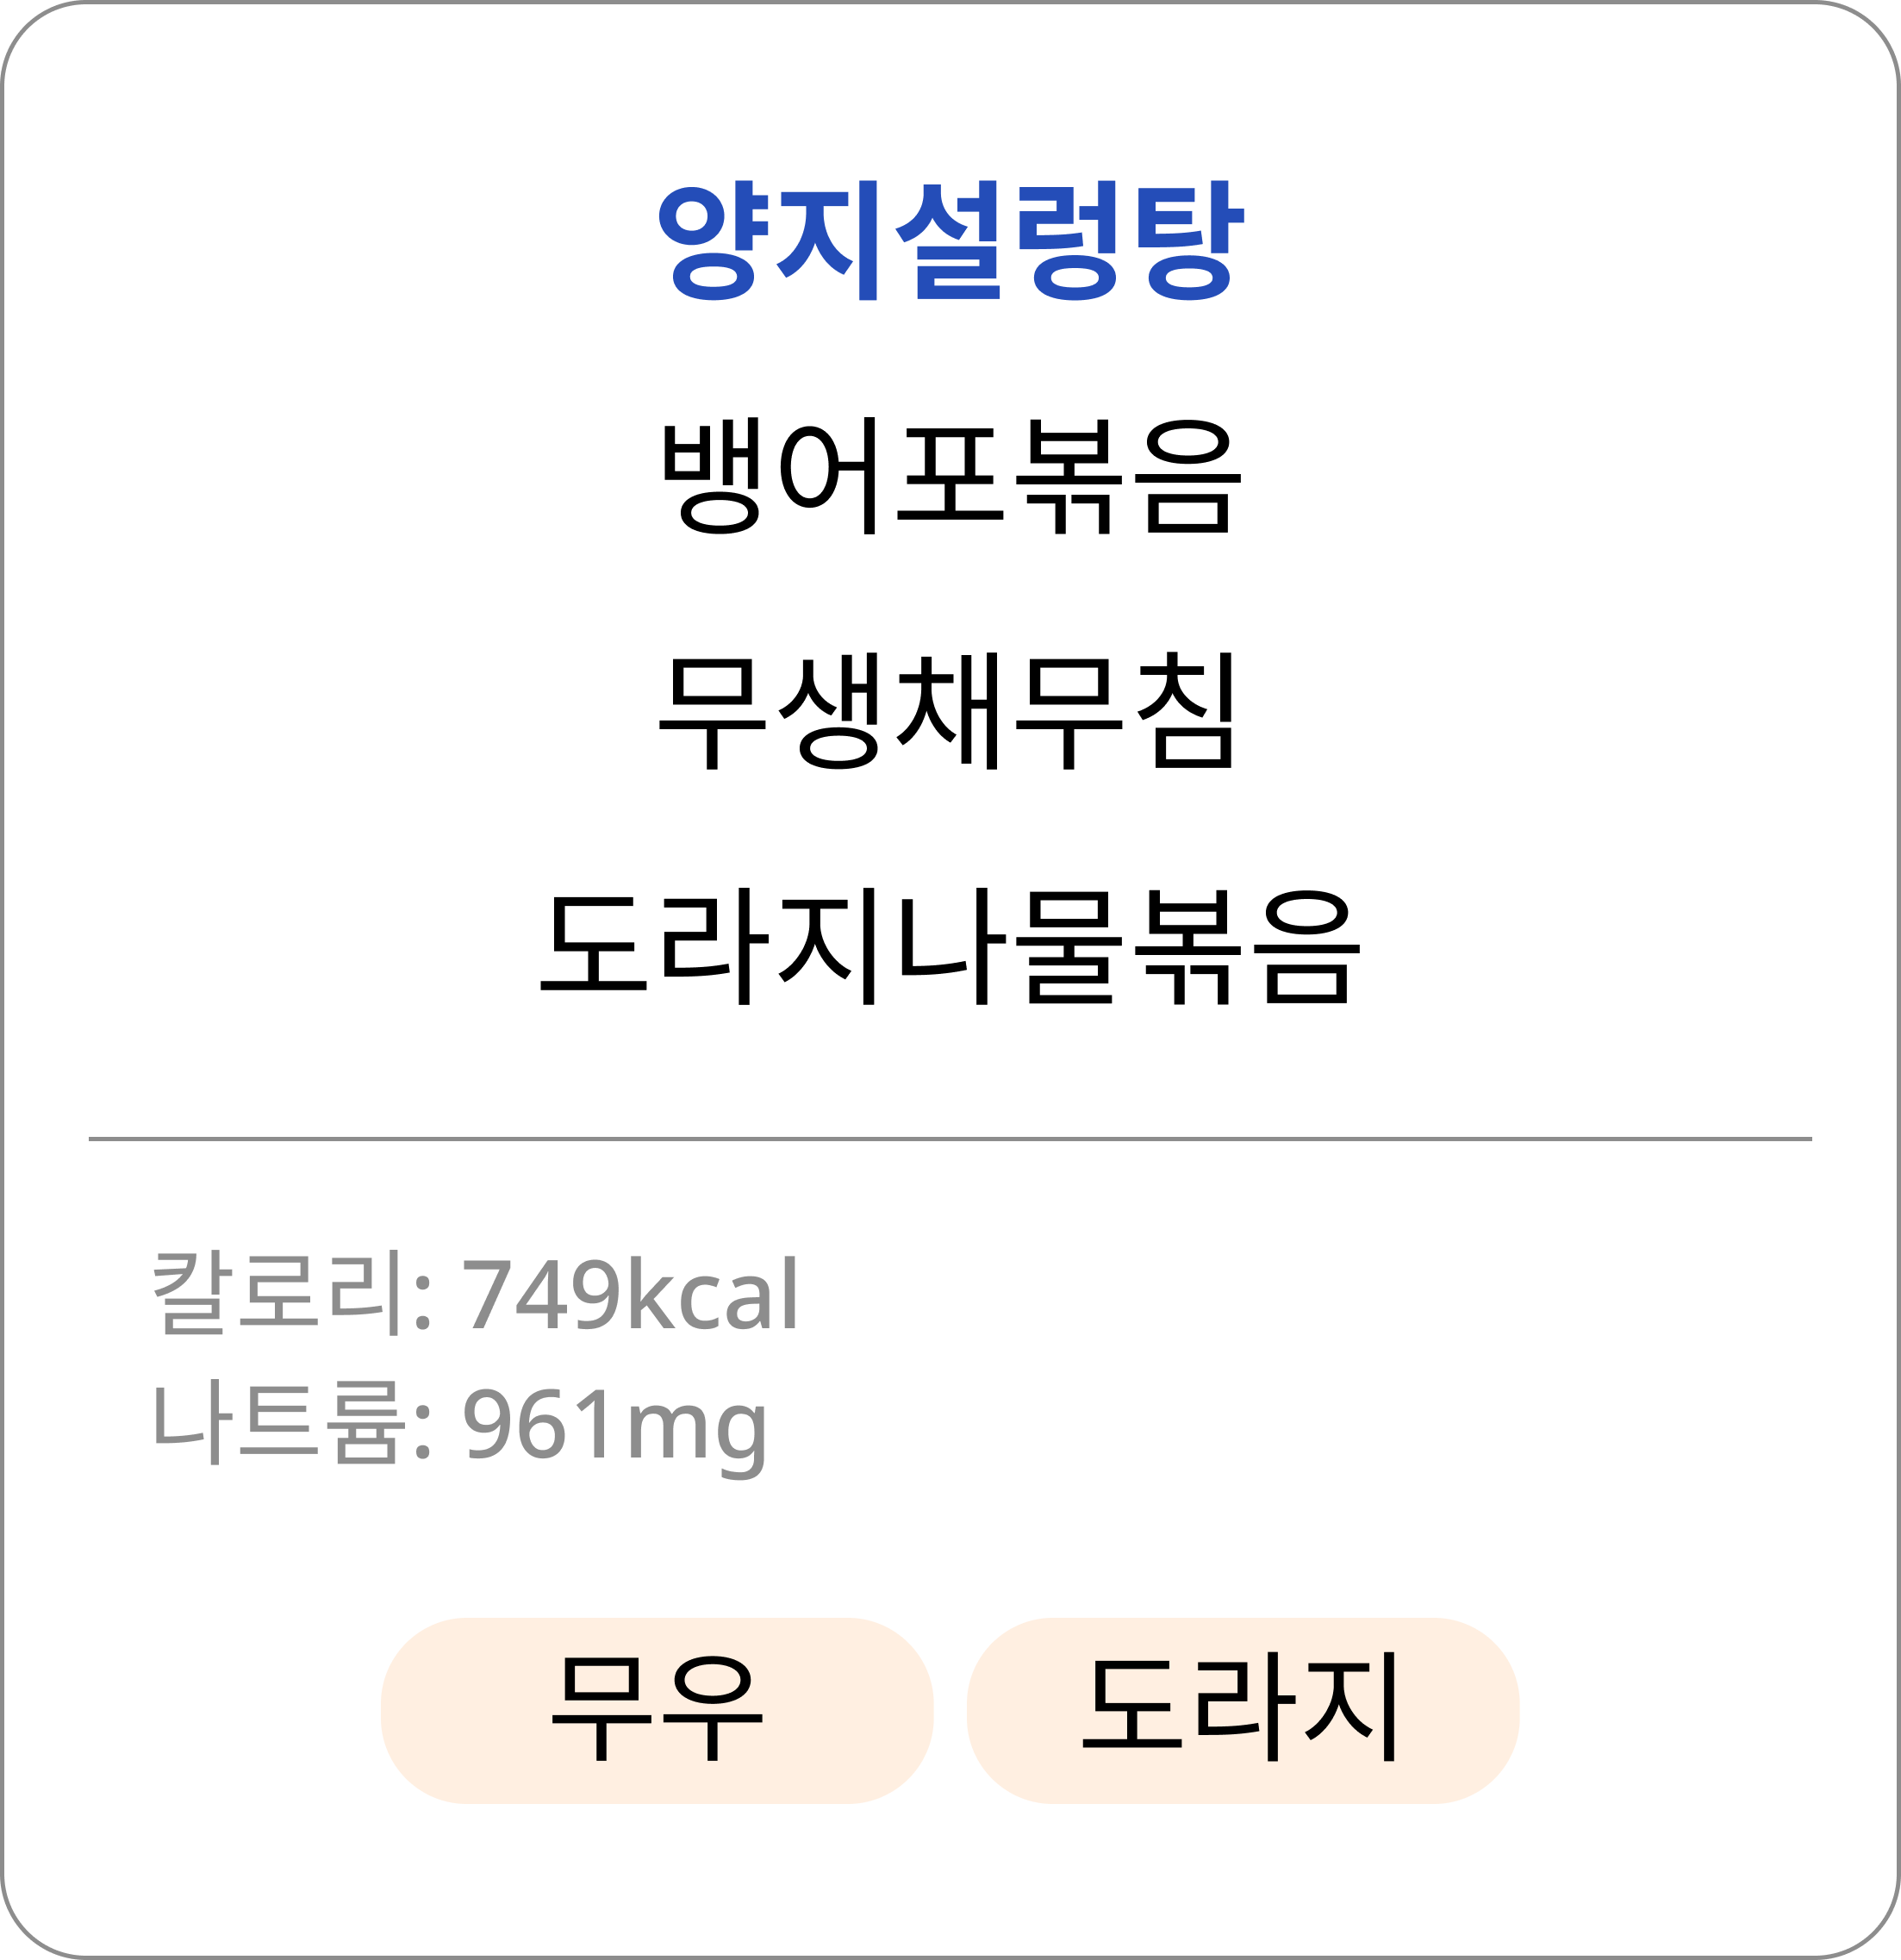 양지설렁탕
뱅어포볶음
무생채무침
도라지나물볶음
칼로리: 749kcal
나트륨: 961mg
무우
도라지